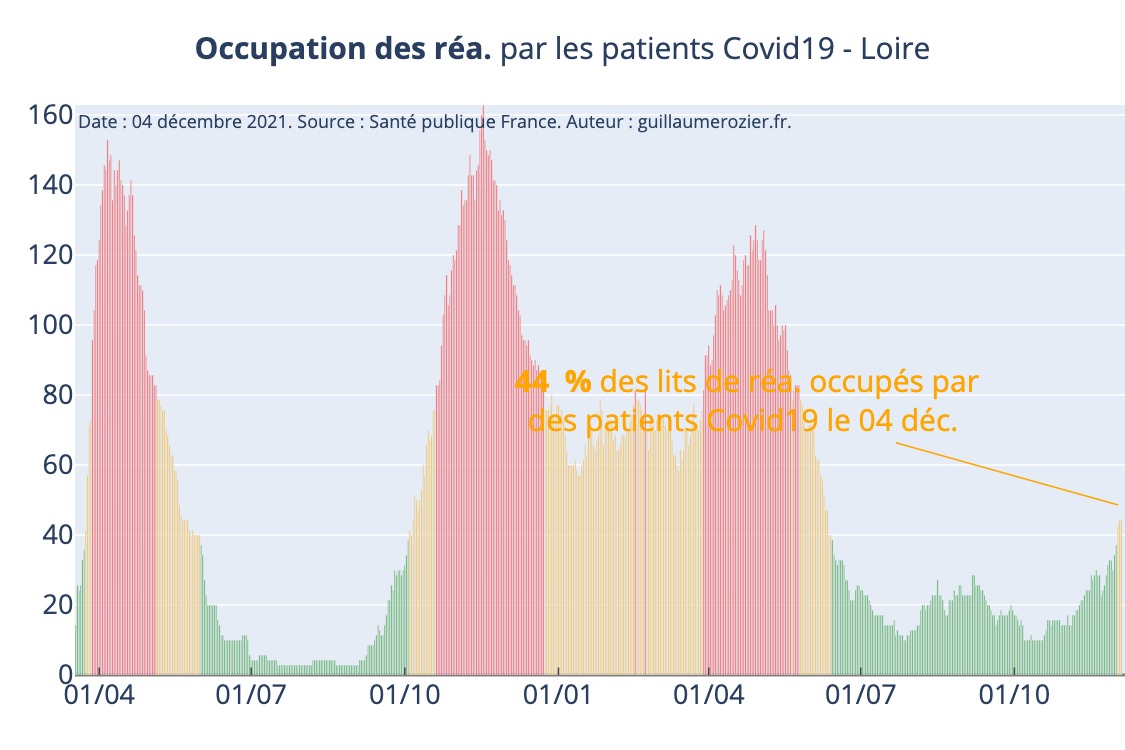 Occupation des réa. par les patients Covid19 - Loire
160
Date : 04 décembre 2021. Source : Santé publique France. Auteur : guillaumerozier.fr.
140
120
100
80
44 % des lits de réa. occupés par
des patients Covid19 le 04 déc.
60
40
20
0
01/04 01/07 01/10 01/01 01/04 01/07 01/10